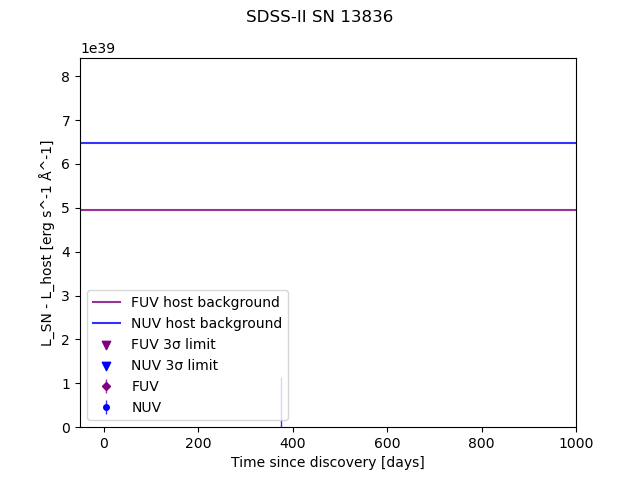 SDSS-II SN 13836
1e39
8
7
6
5
4
3
2
1
0
L_SN - L_host [erg s^-1 Å^-1]
FUV host background
NUV host background
FUV 3σ limit
NUV 3σ limit
FUV
NUV
0 200 400 600 800 1000
Time since discovery [days]